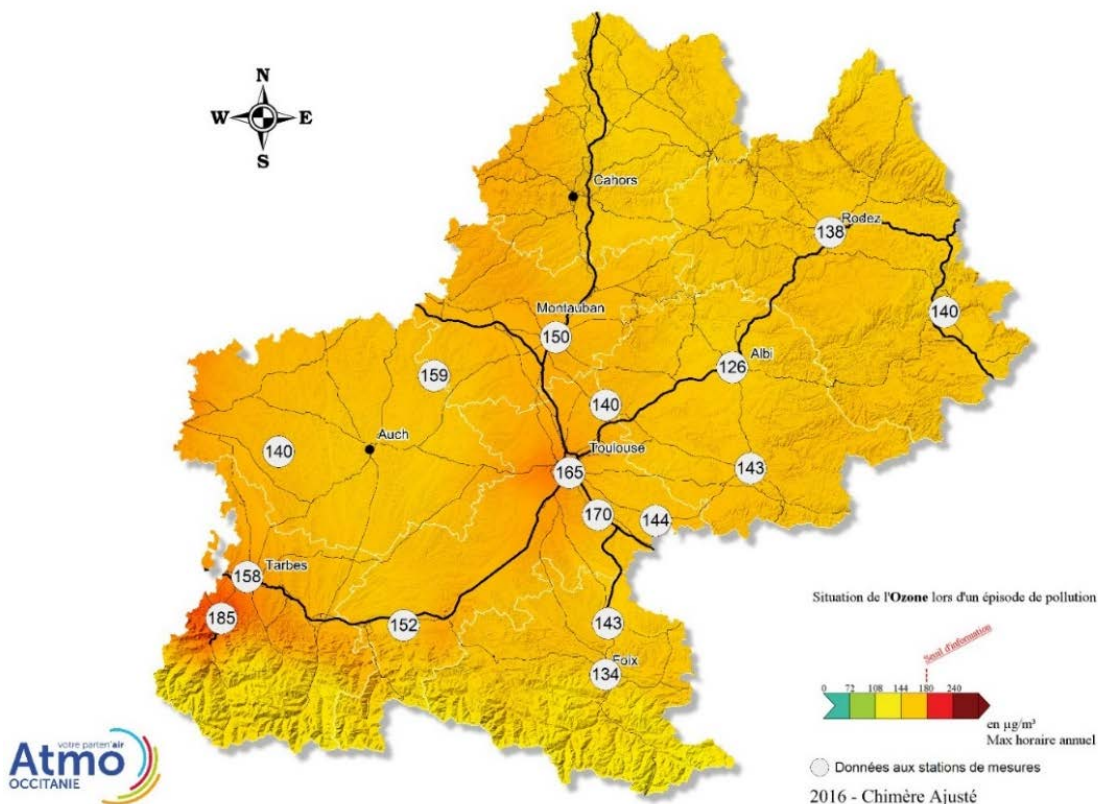 N
W E
S
Cahors
Rodez
138
140
Montauban
150
Albi
126
159
140
Auch
140
Toulouse
165
143
170
144
Tarbes
158
185
152
143
Foix
134
Situation de l'Ozone lors d'un épisode de pollution
Seuil d'information
0 72 108 144 180 240
en µg/m³
Max horaire annuel
Données aux stations de mesures
2016 - Chimère Ajusté
votre parten'air
Atmo
OCCITANIE